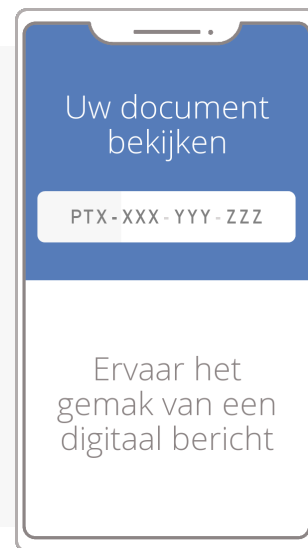 Uw document
bekijken
PTX-XXX-YYY-ZZZ
Ervaar het
gemak van een
digitaal bericht